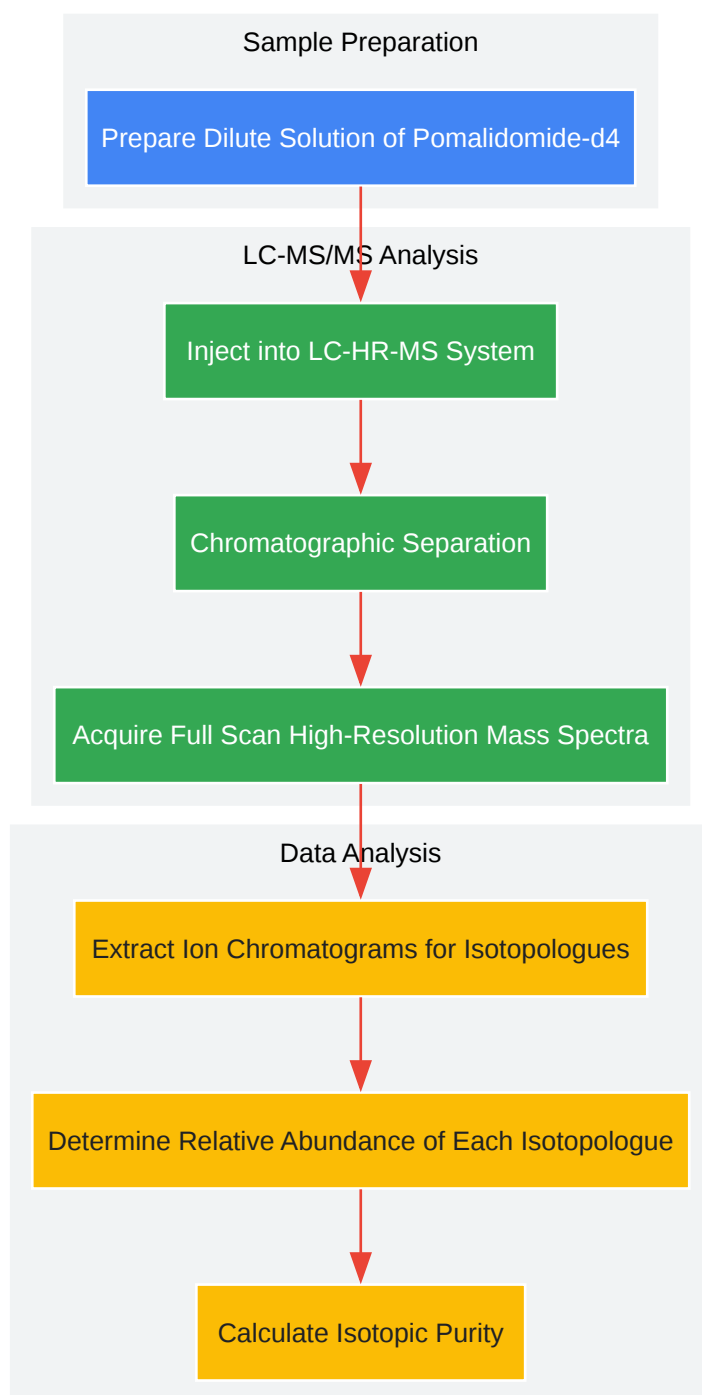 Sample Preparation
Prepare Dilute Solution of Pomalidomide-d4
LC-MS/MS Analysis
Inject into LC-HR-MS System
Chromatographic Separation
Acquire Full Scan High-Resolution Mass Spectra
Data Analysis
Extract Ion Chromatograms for Isotopologues
Determine Relative Abundance of Each Isotopologue
Calculate Isotopic Purity